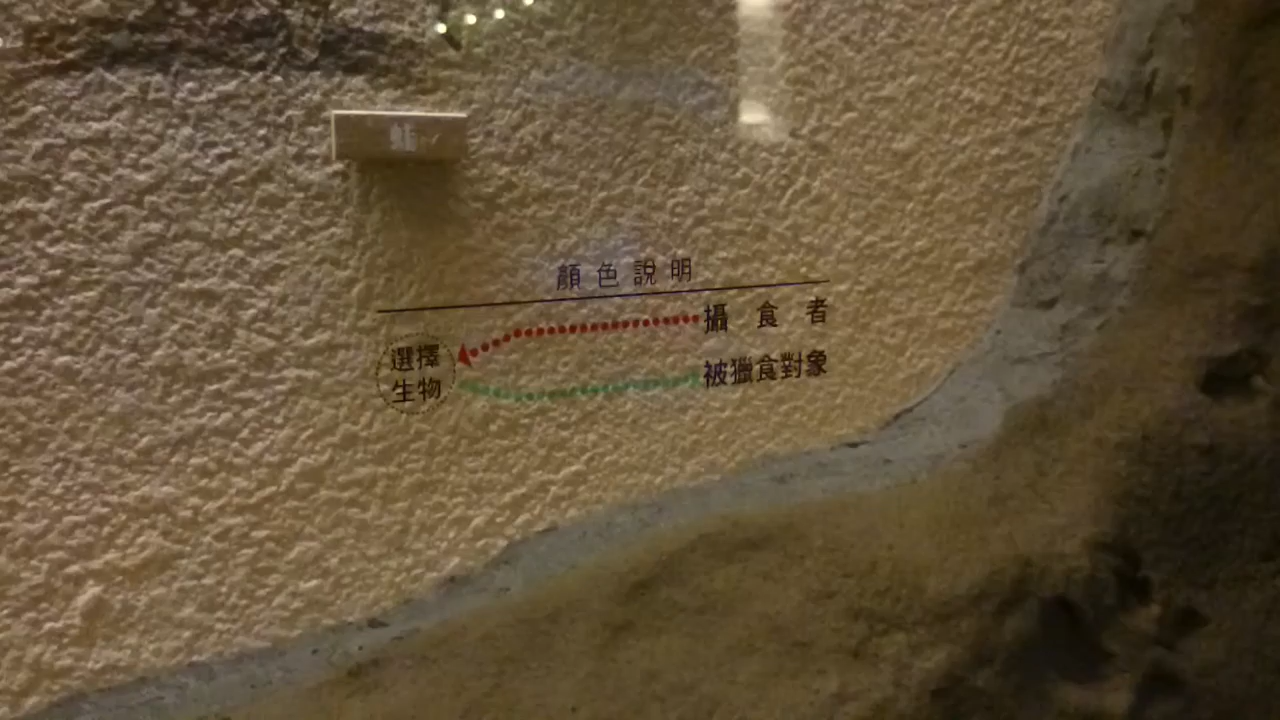 顏色說明
攝食者
選擇
生物
被獵食對象